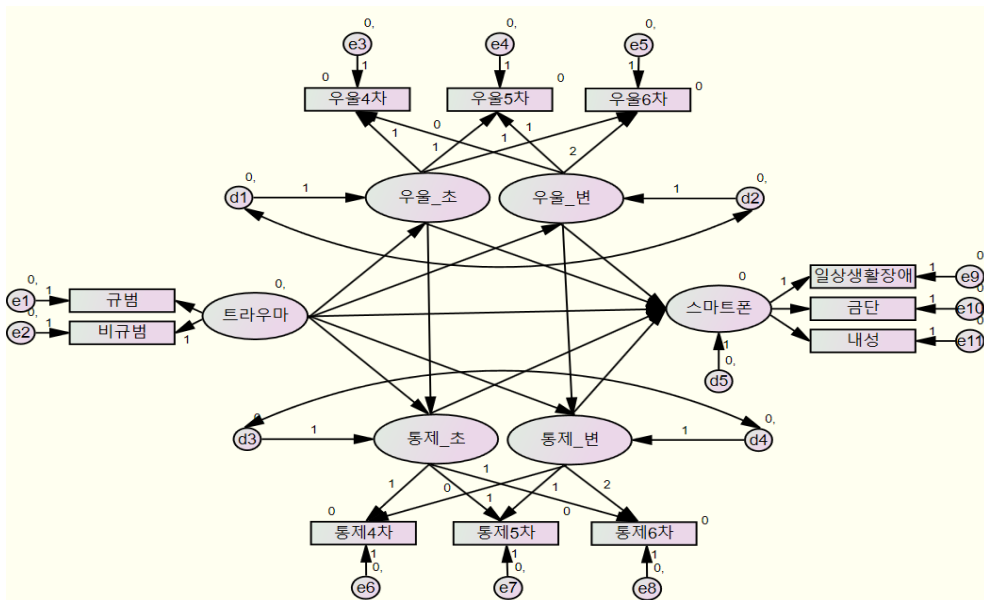 0, 0, 0,
e3 e4 e5
1 1 1
0 0 0
우울4차 우울5차 우울6차
0 1
1 1 1 2
0, 0,
d1 1 우울_초 우울_변 1 d2
0,
e1 1 규범
0, 0
트라우마
e2 1 비규범
1
0
스마트폰
1 일상생활장애 1 e9 0
금단 1 e10 0
내성 1 e11 0
1
0,
d5
0, 0,
d3 1 통제_초 통제_변 1 d4
1 0 1 1 1 2
0 0 0
통제4차 통제5차 통제6차
1 1 1
0, 0, 0,
e6 e7 e8